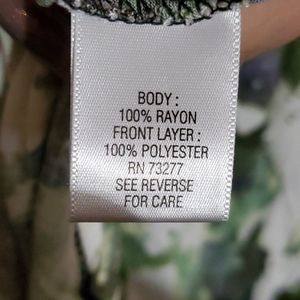 BODY :
100% RAYON
FRONT LAYER :
100% POLYESTER
RN 73277
SEE REVERSE
FOR CARE